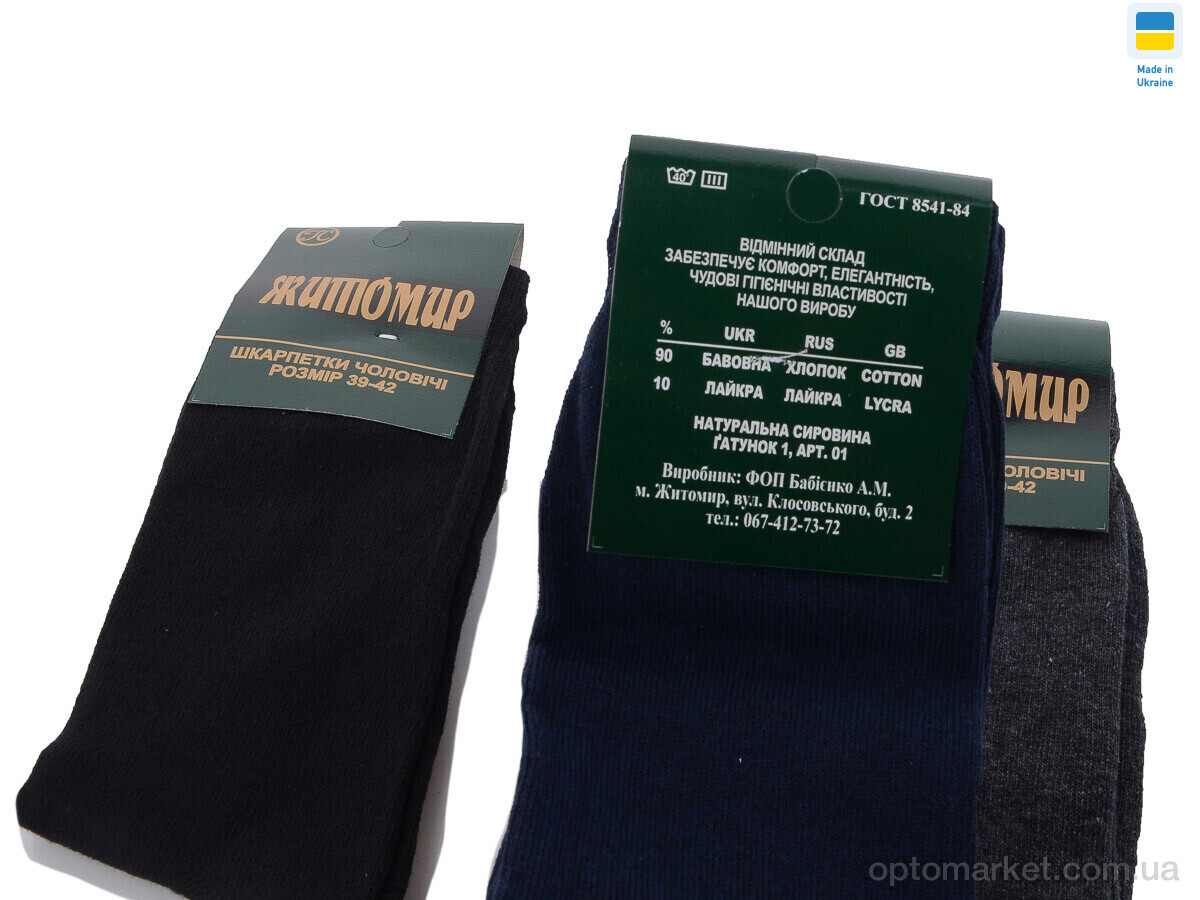 Made in
Ukraine
ГС
ЖИТОМИР
ШКАРПЕТКИ ЧОЛОВІЧІ
РОЗМІР 39-42
40°
ГОСТ 8541-84
ВІДМІННИЙ СКЛАД
ЗАБЕЗПЕЧУЄ КОМФОРТ, ЕЛЕГАНТНІСТЬ,
ЧУДОВІ ГІГІЄНІЧНІ ВЛАСТИВОСТІ
НАШОГО ВИРОБУ
% UKR RUS GB
90 БАВОВНА ХЛОПОК COTTON
10 ЛАЙКРА ЛАЙКРА LYCRA
НАТУРАЛЬНА СИРОВИНА
ҐАТУНОК 1, АРТ. 01
Виробник: ФОП Бабієнко А.М.
м. Житомир, вул. Клосовського, буд. 2
тел.: 067-412-73-72
ОМИР
ОЛОВІЧІ
-42
optomarket.com.ua